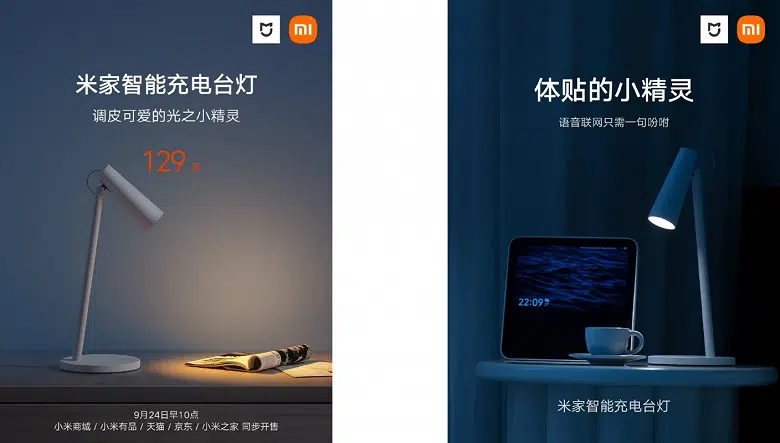 米家智能充电台灯
调皮可爱的光之小精灵
129元
9月24日早10点
小米商城 / 小米有品 / 天猫 / 京东 / 小米之家 同步开售
体贴的小精灵
语音联网只需一句吩咐
22:09
米家智能充电台灯